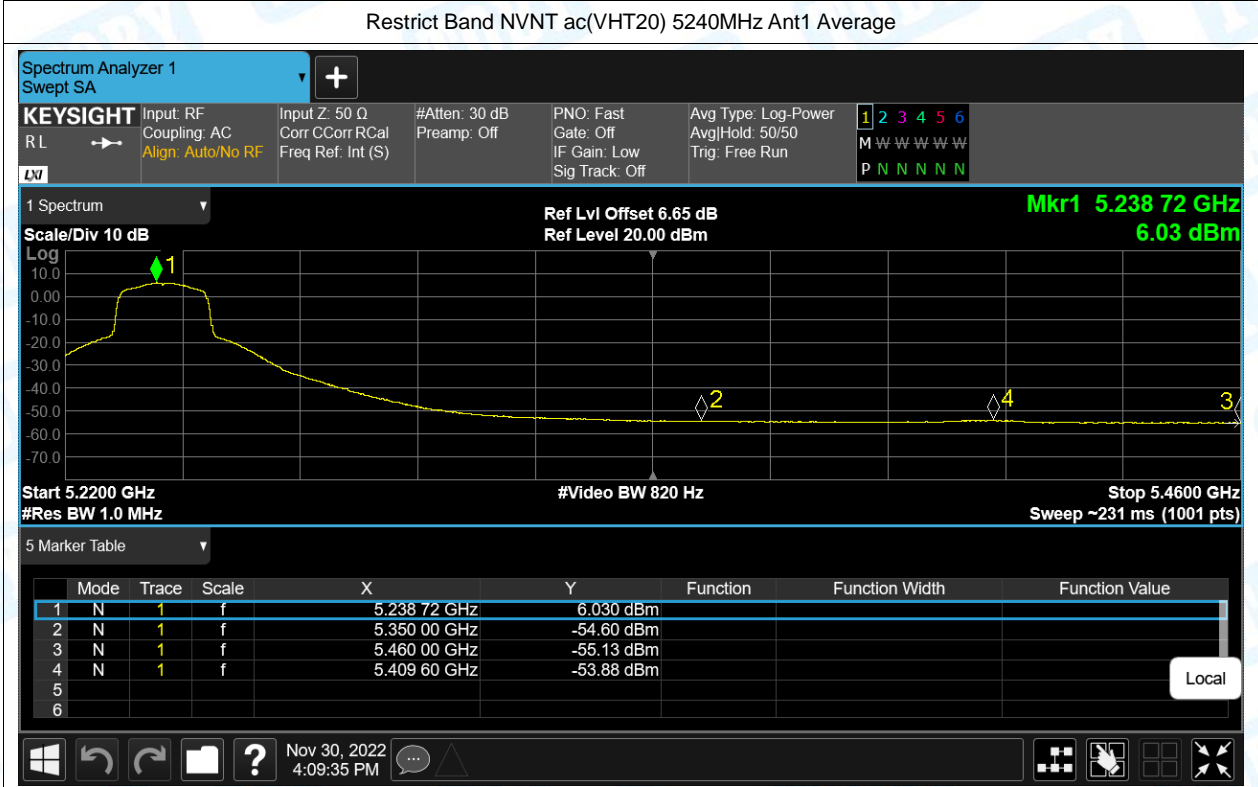 Restrict Band NVNT ac(VHT20) 5240MHz Ant1 Average
Spectrum Analyzer 1
Swept SA
+
KEYSIGHT
RL
LXI
Input: RF
Coupling: AC
Align: Auto/No RF
Input Z: 50 Ω
Corr CCorr RCal
Freq Ref: Int (S)
#Atten: 30 dB
Preamp: Off
PNO: Fast
Gate: Off
IF Gain: Low
Sig Track: Off
Avg Type: Log-Power
Avg|Hold: 50/50
Trig: Free Run
1 2 3 4 5 6
M W W W W W
P N N N N N
1 Spectrum
Scale/Div 10 dB
Ref Lvl Offset 6.65 dB
Ref Level 20.00 dBm
Mkr1 5.238 72 GHz
6.03 dBm
Log
10.0
0.00
-10.0
-20.0
-30.0
-40.0
-50.0
-60.0
-70.0
1
2
4
3
Start 5.2200 GHz
#Res BW 1.0 MHz
#Video BW 820 Hz
Stop 5.4600 GHz
Sweep ~231 ms (1001 pts)
5 Marker Table
Mode Trace Scale X Y Function Function Width Function Value
1 N 1 f 5.238 72 GHz 6.030 dBm
2 N 1 f 5.350 00 GHz -54.60 dBm
3 N 1 f 5.460 00 GHz -55.13 dBm
4 N 1 f 5.409 60 GHz -53.88 dBm
5
6
Local
?
Nov 30, 2022
4:09:35 PM